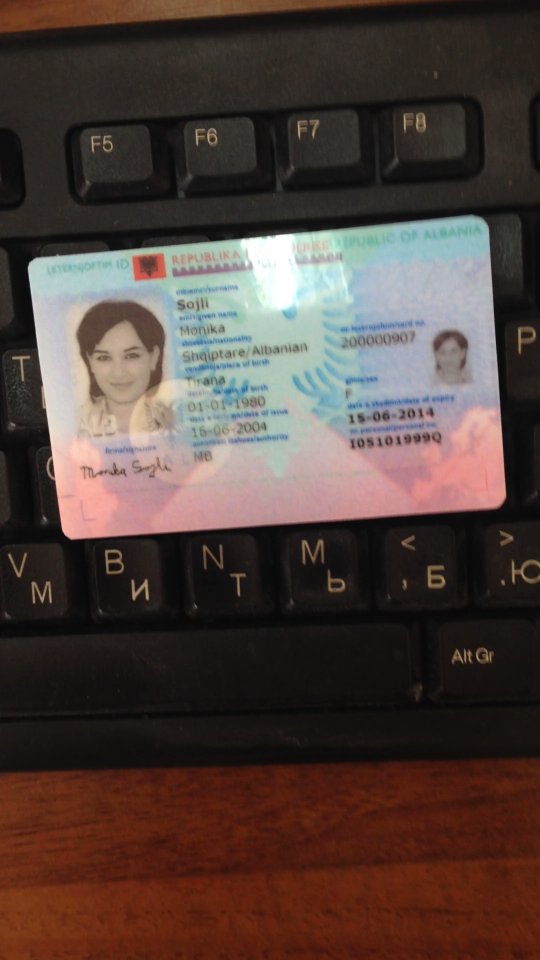 F5 F6 F7 F8
LETËRNJOFTIM ID REPUBLIKA REPUBLIC OF ALBANIA
mbiemri/surname
Sojli
emri/given name
Monika
shtetësia/nationality
Shqiptare/Albanian
vendlindja/place of birth
Tirana
datëlindja/date of birth
01-01-1980
data e lëshimit/date of issue
16-06-2004
autoriteti lëshues/authority
MB
nr. letërnjoftimi/card no.
200000907
gjinia/sex
F
data e skadimit/date of expiry
15-06-2014
nr. personal/personal no.
I05101999Q
firma/signature
Monika Sojli
T
P
V М
B И
N Т
M Ь
< , Б
> . Ю
Alt Gr